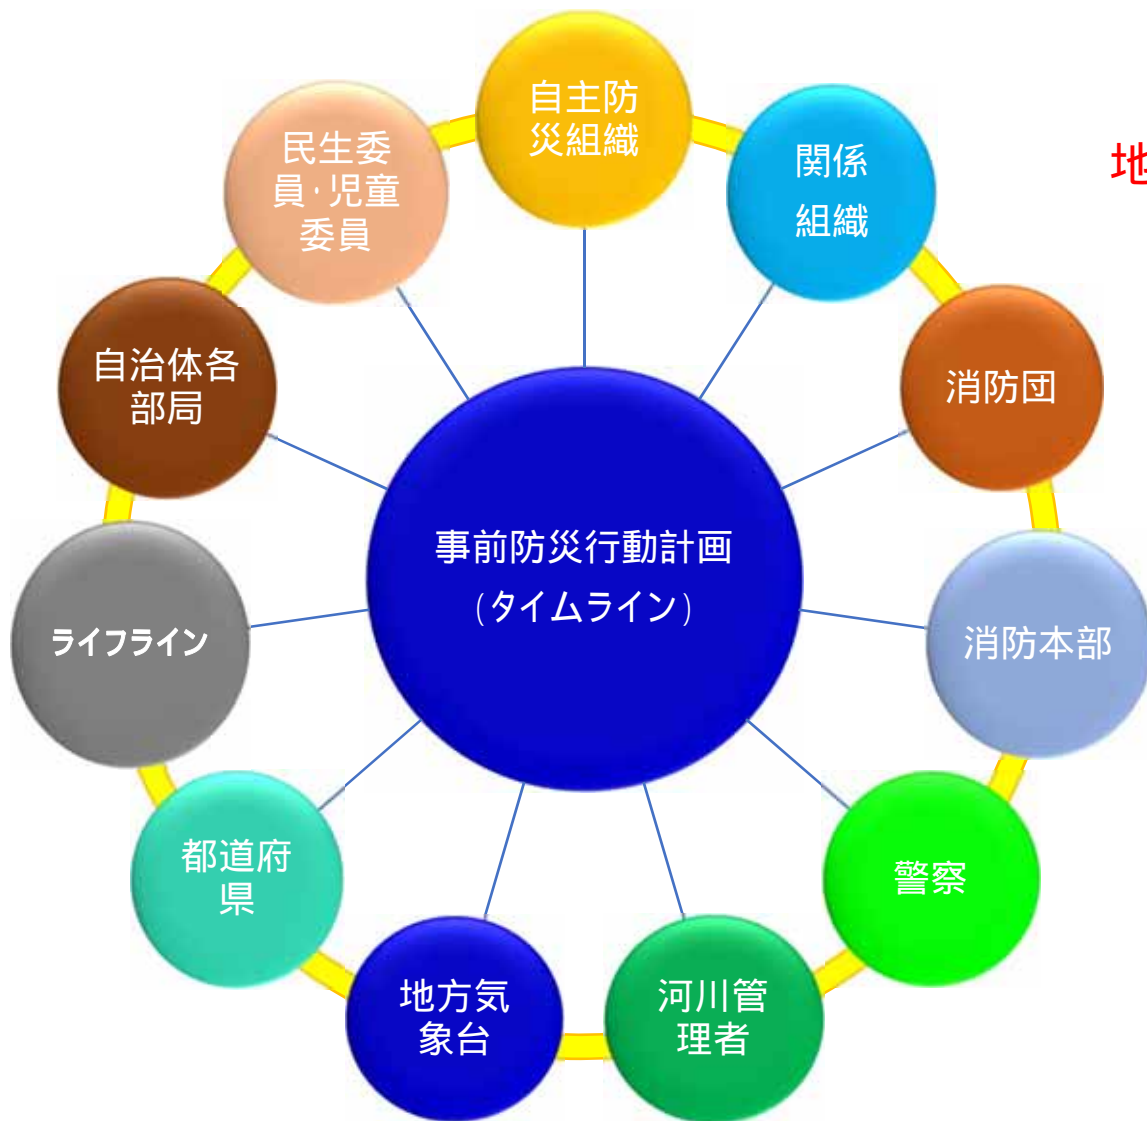 自主防
災組織
関係
組織
地
消防団
消防本部
警察
河川管
理者
地方気
象台
都道府
県
ライフライン
自治体各
部局
民生委
員・児童
委員
事前防災行動計画
(タイムライン)